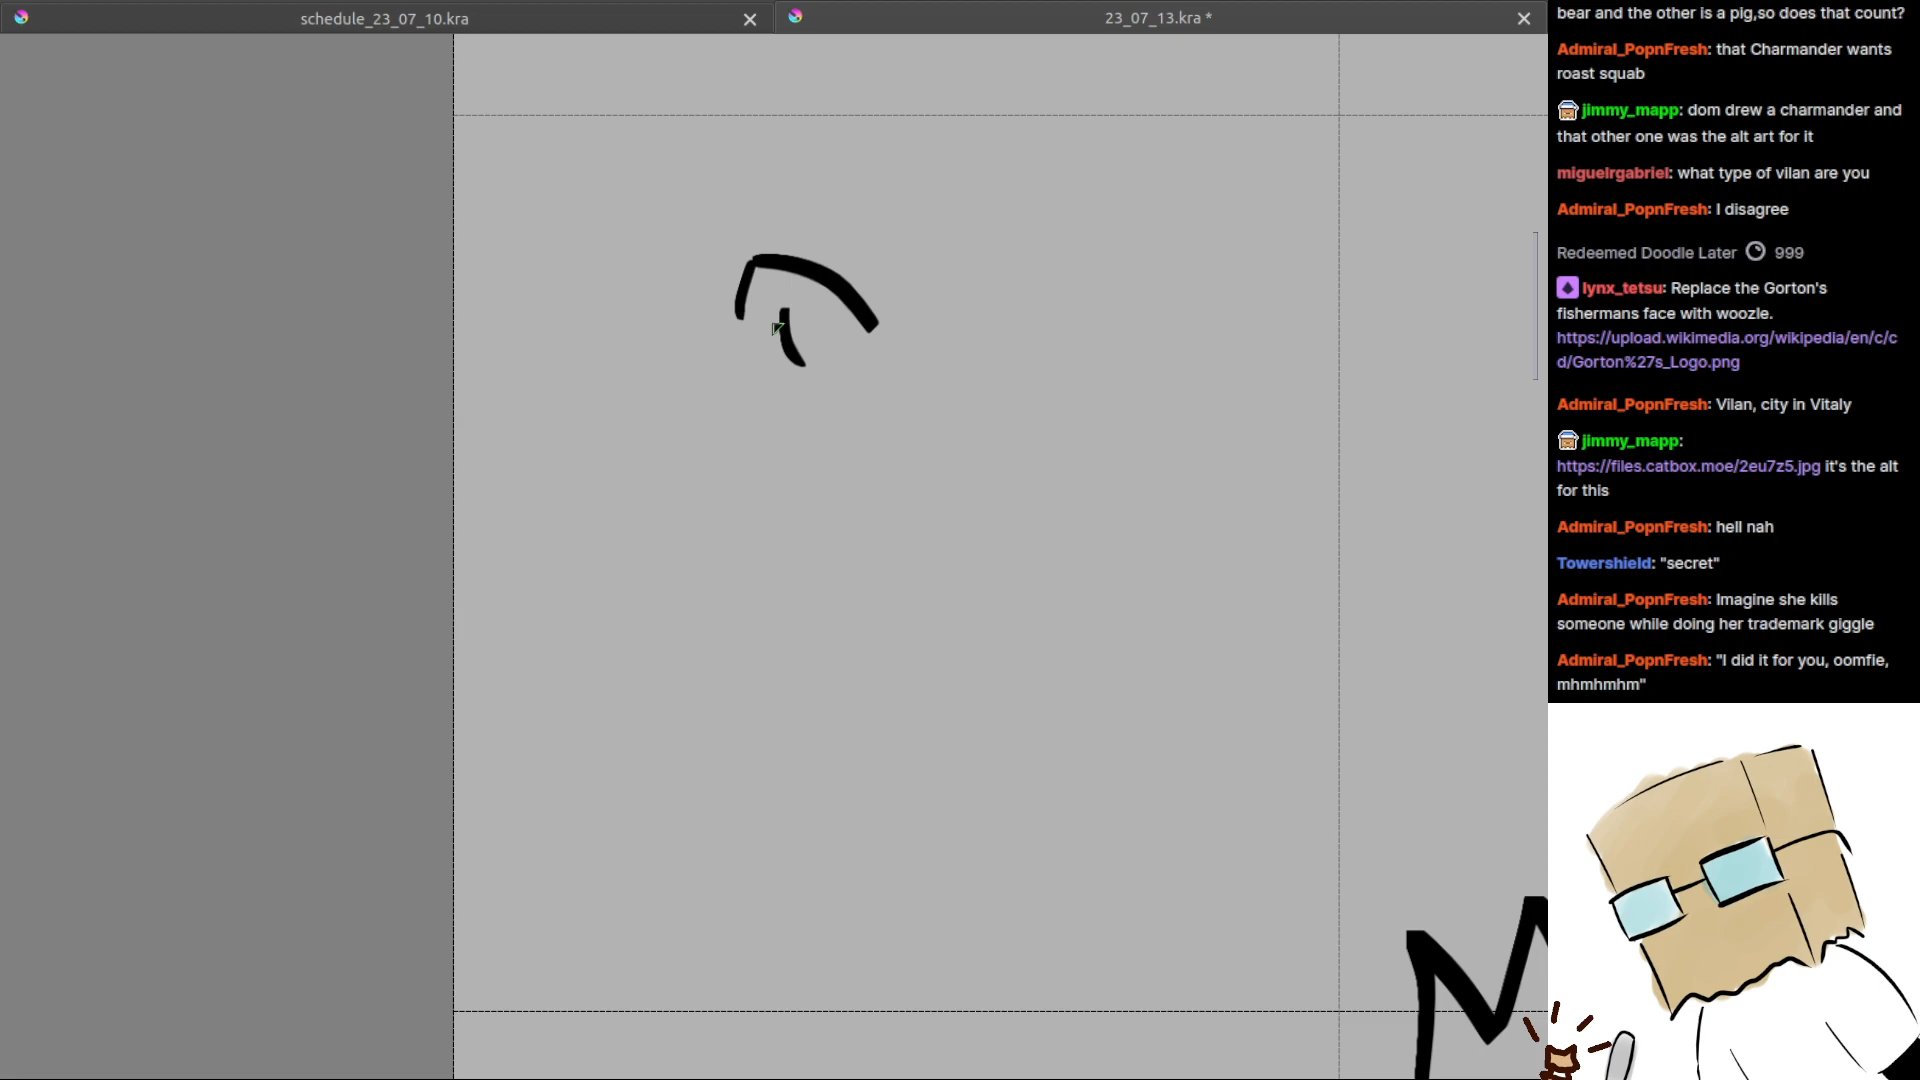 schedule_23_07_10.kra
23_07_13.kra *
bear and the other is a pig,so does that count?
Admiral_PopnFresh: that Charmander wants
roast squab
jimmy_mapp: dom drew a charmander and
that other one was the alt art for it
miguelrgabriel: what type of vilan are you
Admiral_PopnFresh: I disagree
Redeemed Doodle Later 999
lynx_tetsu: Replace the Gorton's
fishermans face with woozle.
https://upload.wikimedia.org/wikipedia/en/c/c
d/Gorton%27s_Logo.png
Admiral_PopnFresh: Vilan, city in Vitaly
jimmy_mapp:
https://files.catbox.moe/2eu7z5.jpg it's the alt
for this
Admiral_PopnFresh: hell nah
Towershield: "secret"
Admiral_PopnFresh: Imagine she kills
someone while doing her trademark giggle
Admiral_PopnFresh: "I did it for you, oomfie,
mhmhmhm"